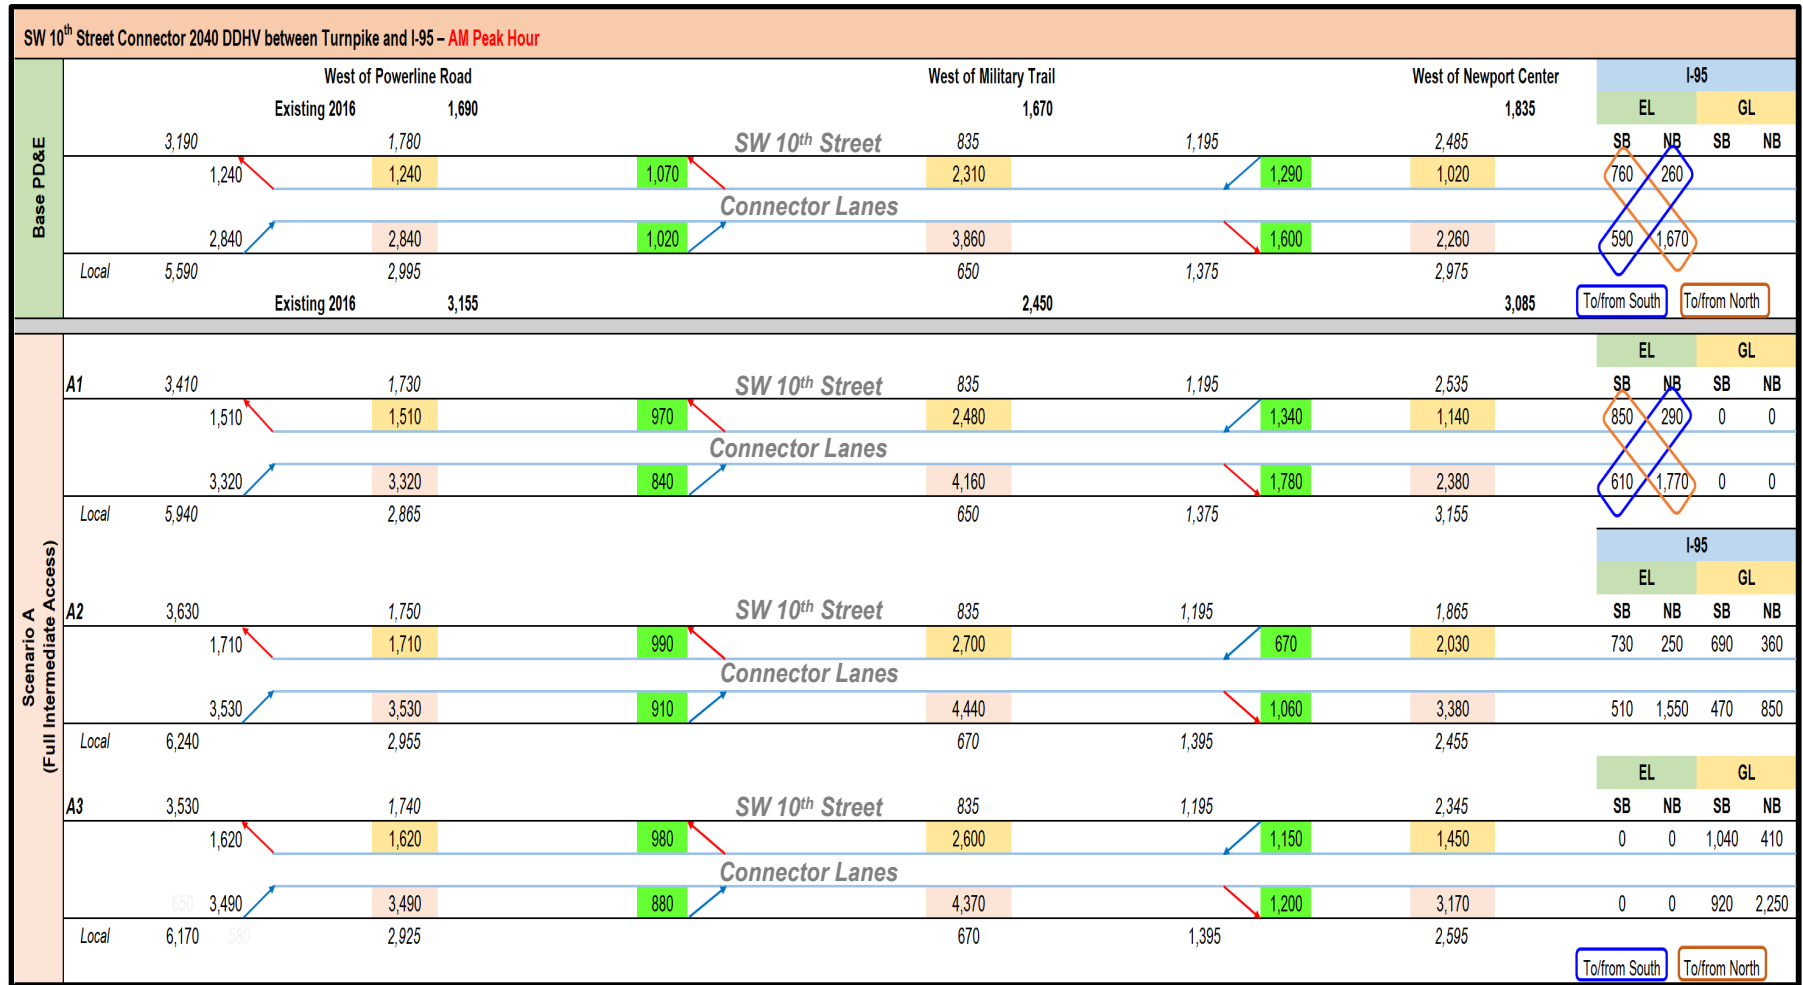 SW 10th Street Connector 2040 DDHV between Turnpike and I-95 – AM Peak Hour
West of Powerline Road West of Military Trail West of Newport Center I-95
Existing 2016 1,690 1,670 1,835 EL GL
3,190 1,780 SW 10th Street 835 1,195 2,485 SB NB SB NB
1,240 1,240 1,070 2,310 1,290 1,020 760 260
Connector Lanes
2,840 2,840 1,020 3,860 1,600 2,260 590 1,670
Local 5,590 2,995 650 1,375 2,975
Existing 2016 3,155 2,450 3,085 To/from South To/from North
Base PD&E
EL GL
A1 3,410 1,730 SW 10th Street 835 1,195 2,535 SB NB SB NB
1,510 1,510 970 2,480 1,340 1,140 850 290 0 0
Connector Lanes
3,320 3,320 840 4,160 1,780 2,380 610 1,770 0 0
Local 5,940 2,865 650 1,375 3,155
I-95
EL GL
A2 3,630 1,750 SW 10th Street 835 1,195 1,865 SB NB SB NB
1,710 1,710 990 2,700 670 2,030 730 250 690 360
Connector Lanes
3,530 3,530 910 4,440 1,060 3,380 510 1,550 470 850
Local 6,240 2,955 670 1,395 2,455
EL GL
A3 3,530 1,740 SW 10th Street 835 1,195 2,345 SB NB SB NB
1,620 1,620 980 2,600 1,150 1,450 0 0 1,040 410
Connector Lanes
650 3,490 3,490 880 4,370 1,200 3,170 0 0 920 2,250
Local 6,170 580 2,925 670 1,395 2,595
To/from South To/from North
Scenario A
(Full Intermediate Access)